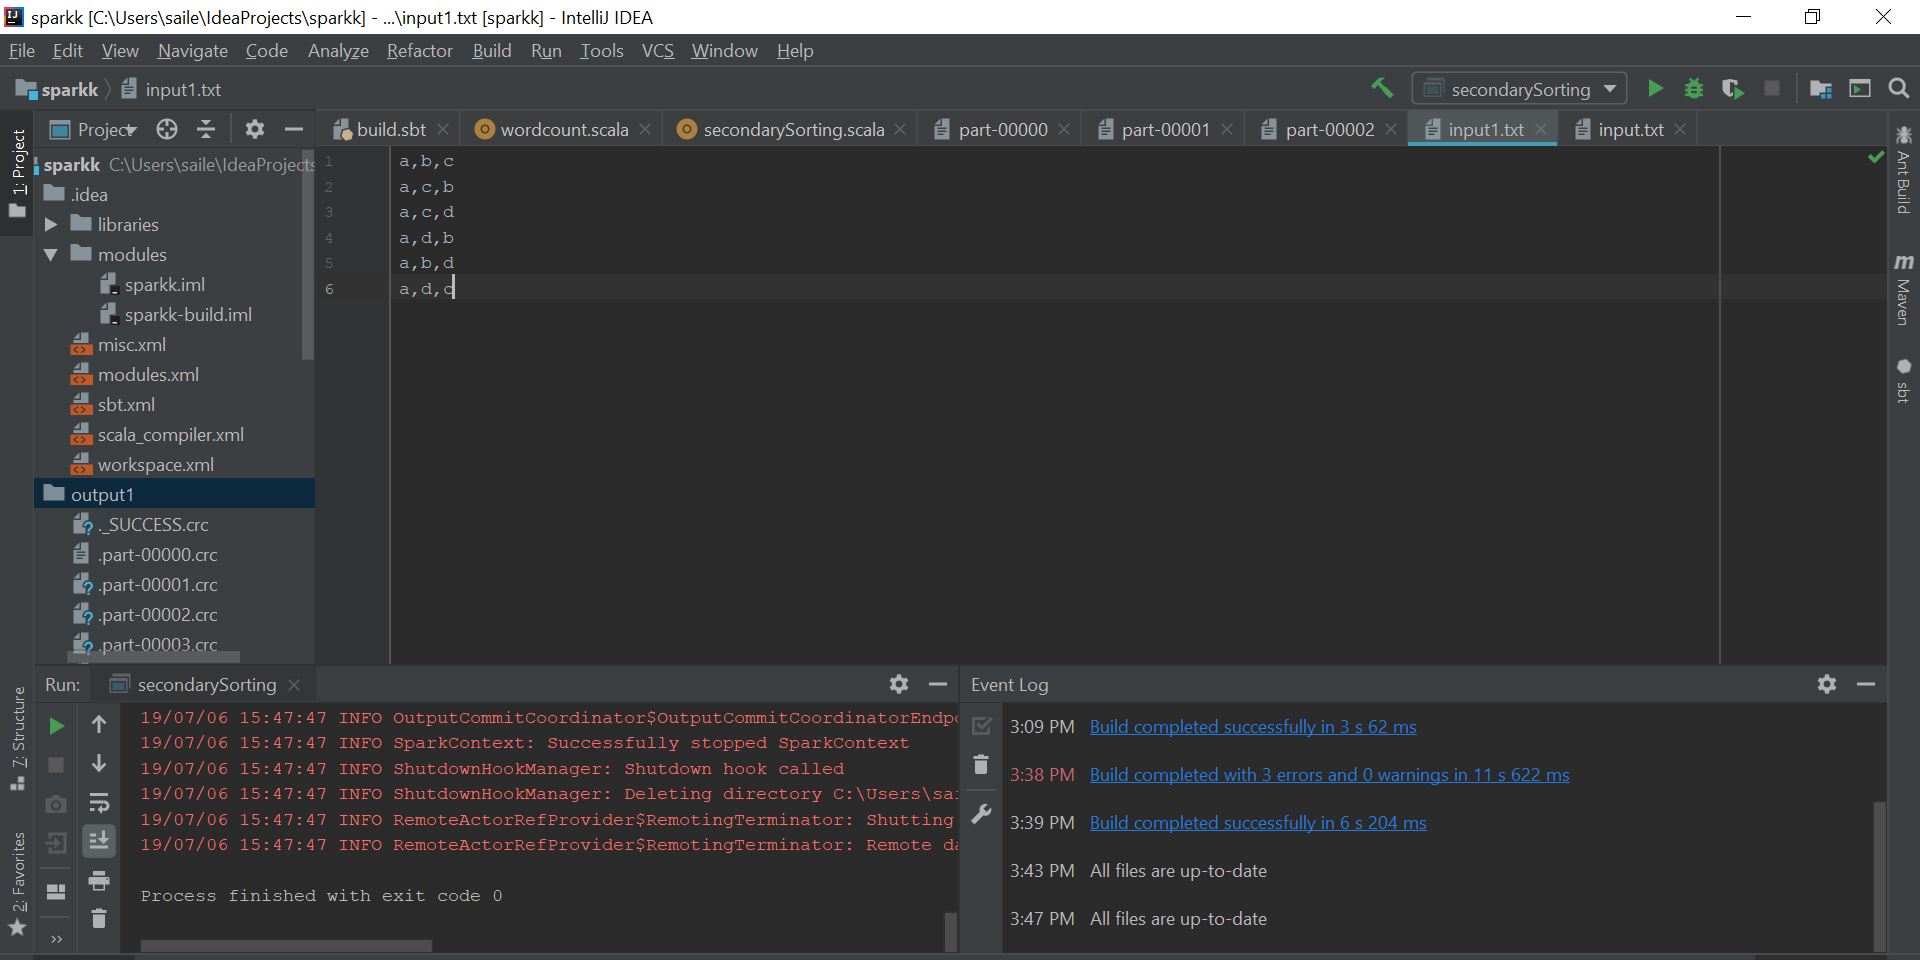 sparkk [C:\Users\saile\IdeaProjects\sparkk] - ...\input1.txt [sparkk] - IntelliJ IDEA
File Edit View Navigate Code Analyze Refactor Build Run Tools VCS Window Help
sparkk input1.txt secondarySorting
Project build.sbt wordcount.scala secondarySorting.scala part-00000 part-00001 part-00002 input1.txt input.txt
1: Project
sparkk C:\Users\saile\IdeaProjects
.idea
libraries
modules
sparkk.iml
sparkk-build.iml
misc.xml
modules.xml
sbt.xml
scala_compiler.xml
workspace.xml
output1
._SUCCESS.crc
.part-00000.crc
.part-00001.crc
.part-00002.crc
.part-00003.crc
1 a,b,c
2 a,c,b
3 a,c,d
4 a,d,b
5 a,b,d
6 a,d,c
Ant Build
m Maven
sbt
7: Structure
2: Favorites
Run: secondarySorting
19/07/06 15:47:47 INFO OutputCommitCoordinator$OutputCommitCoordinatorEndpo
19/07/06 15:47:47 INFO SparkContext: Successfully stopped SparkContext
19/07/06 15:47:47 INFO ShutdownHookManager: Shutdown hook called
19/07/06 15:47:47 INFO ShutdownHookManager: Deleting directory C:\Users\sai
19/07/06 15:47:47 INFO RemoteActorRefProvider$RemotingTerminator: Shutting
19/07/06 15:47:47 INFO RemoteActorRefProvider$RemotingTerminator: Remote da
Process finished with exit code 0
Event Log
3:09 PM Build completed successfully in 3 s 62 ms
3:38 PM Build completed with 3 errors and 0 warnings in 11 s 622 ms
3:39 PM Build completed successfully in 6 s 204 ms
3:43 PM All files are up-to-date
3:47 PM All files are up-to-date